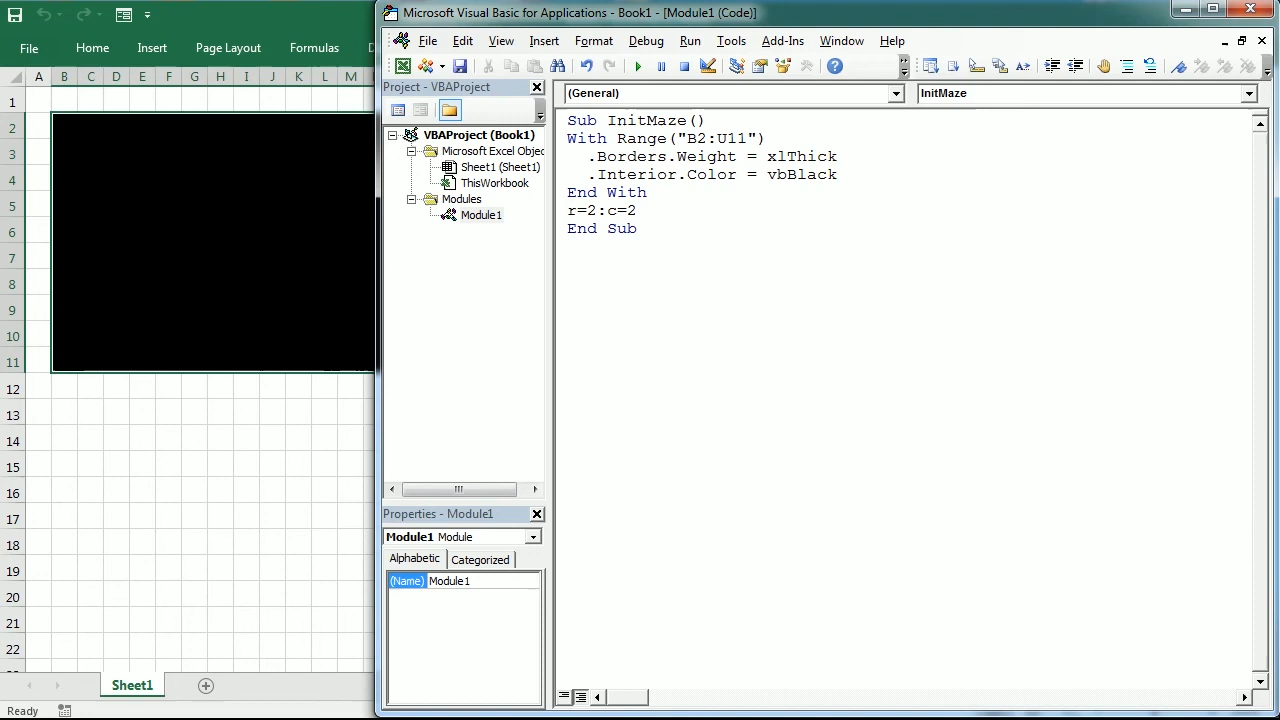 File
Home
Insert
Page Layout
Formulas
A B C D E F G H I J K L M
1
2
3
4
5
6
7
8
9
10
11
12
13
14
15
16
17
18
19
20
21
22
Sheet1
Ready
Microsoft Visual Basic for Applications - Book1 - [Module1 (Code)]
File Edit View Insert Format Debug Run Tools Add-Ins Window Help
Project - VBAProject
VBAProject (Book1)
Microsoft Excel Objec
Sheet1 (Sheet1)
ThisWorkbook
Modules
Module1
Properties - Module1
Module1 Module
Alphabetic Categorized
(Name) Module1
(General) InitMaze
Sub InitMaze()
With Range("B2:U11")
.Borders.Weight = xlThick
.Interior.Color = vbBlack
End With
r=2:c=2
End Sub